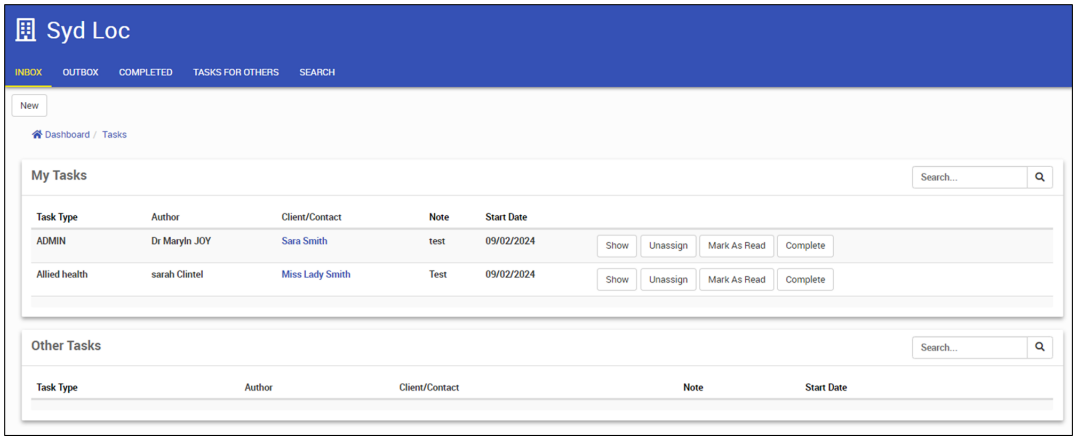 Syd Loc
INBOX OUTBOX COMPLETED TASKS FOR OTHERS SEARCH
New
Dashboard / Tasks
My Tasks Search...
Task Type Author Client/Contact Note Start Date
ADMIN Dr Maryln JOY Sara Smith test 09/02/2024 Show Unassign Mark As Read Complete
Allied health sarah Clintel Miss Lady Smith Test 09/02/2024 Show Unassign Mark As Read Complete
Other Tasks Search...
Task Type Author Client/Contact Note Start Date